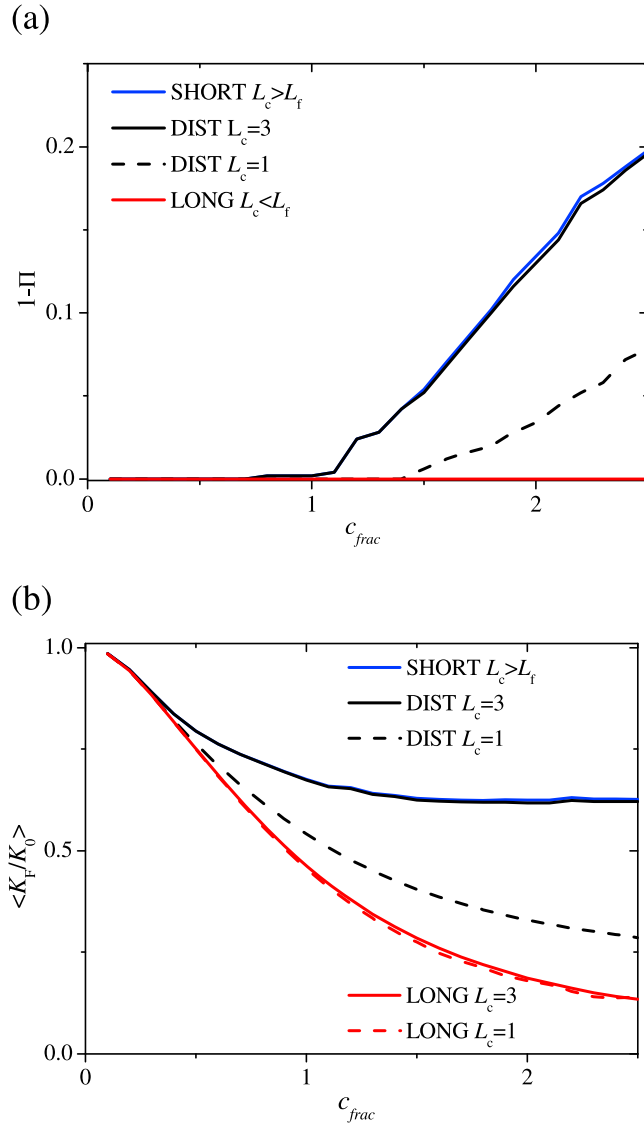 (a)
SHORT L_c>L_f
DIST L_c=3
DIST L_c=1
LONG L_c<L_f
0.2
0.1
0.0
1-Π
0
1
2
c_frac
(b)
1.0
0.5
0.0
<K_F/K_0>
SHORT L_c>L_f
DIST L_c=3
DIST L_c=1
LONG L_c=3
LONG L_c=1
0
1
2
c_frac